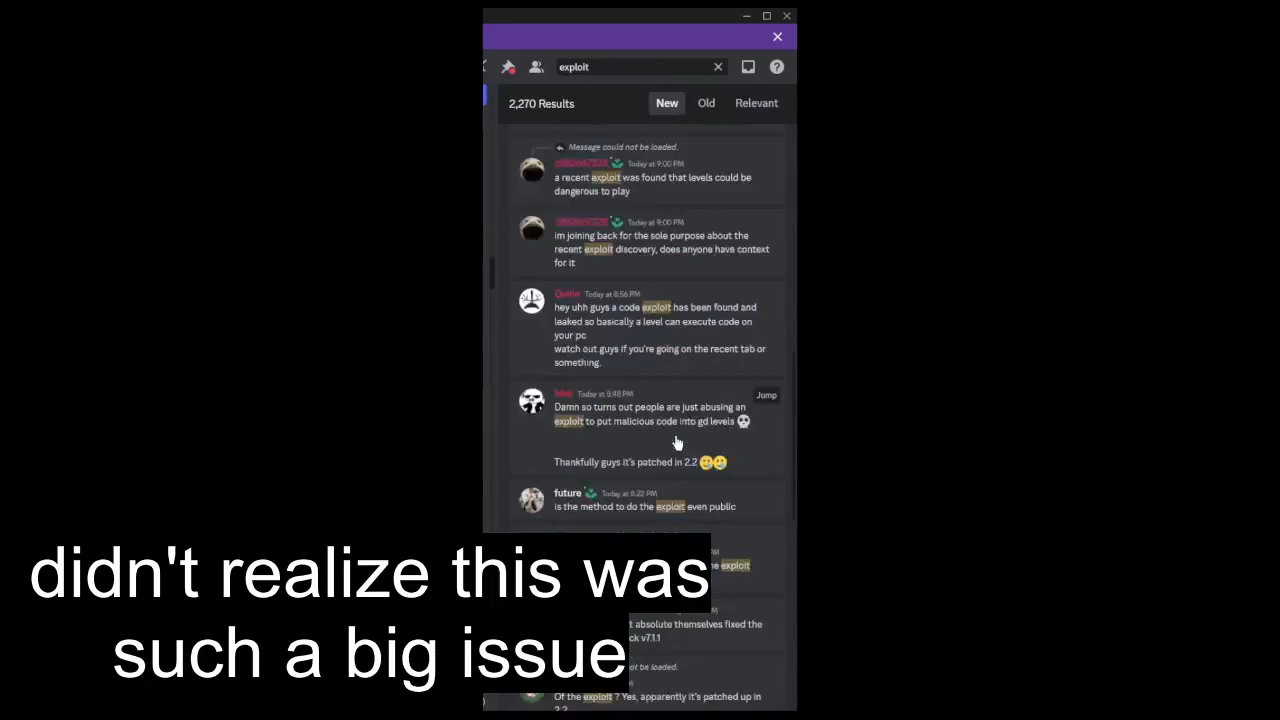 exploit
2,270 Results
New
Old
Relevant
Message could not be loaded.
Today at 9:00 PM
a recent exploit was found that levels could be
dangerous to play
Today at 9:00 PM
im joining back for the sole purpose about the
recent exploit discovery, does anyone have context
for it
Quinn Today at 8:56 PM
hey uhh guys a code exploit has been found and
leaked so basically a level can execute code on
your pc
watch out guys if you're going on the recent tab or
something.
Today at 8:48 PM
Jump
Damn so turns out people are just abusing an
exploit to put malicious code into gd levels 💀
Thankfully guys it's patched in 2.2 🥲🥲
future Today at 8:22 PM
is the method to do the exploit even public
PM
exploit
absolute themselves fixed the
v7.1.1
not be loaded.
Of the exploit ? Yes, apparently it's patched up in
2.2
didn't realize this was
such a big issue